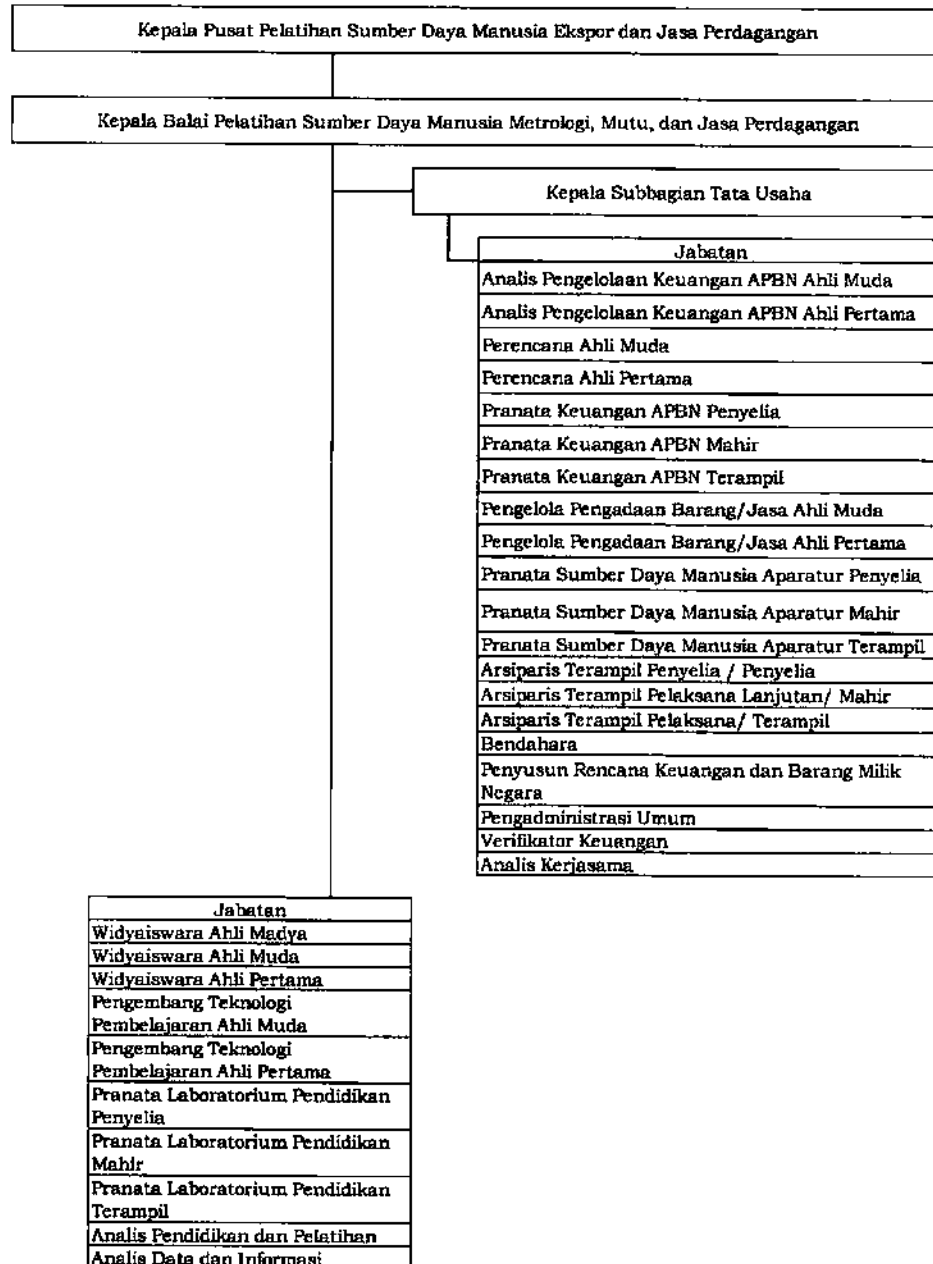 Kepala Pusat Pelatihan Sumber Daya Manusia Ekspor dan Jasa Perdagangan
Kepala Balai Pelatihan Sumber Daya Manusia Metrologi, Mutu, dan Jasa Perdagangan
Kepala Subbagian Tata Usaha
Jabatan
Analis Pengelolaan Keuangan APBN Ahli Muda
Analis Pengelolaan Keuangan APBN Ahli Pertama
Perencana Ahli Muda
Perencana Ahli Pertama
Pranata Keuangan APBN Penyelia
Pranata Keuangan APBN Mahir
Pranata Keuangan APBN Terampil
Pengelola Pengadaan Barang/Jasa Ahli Muda
Pengelola Pengadaan Barang/Jasa Ahli Pertama
Pranata Sumber Daya Manusia Aparatur Penyelia
Pranata Sumber Daya Manusia Aparatur Mahir
Pranata Sumber Daya Manusia Aparatur Terampil
Arsiparis Terampil Penyelia / Penyelia
Arsiparis Terampil Pelaksana Lanjutan/ Mahir
Arsiparis Terampil Pelaksana/ Terampil
Bendahara
Penyusun Rencana Keuangan dan Barang Milik
Negara
Pengadministrasi Umum
Verifikator Keuangan
Analis Kerjasama
Jabatan
Widyaiswara Ahli Madya
Widyaiswara Ahli Muda
Widyaiswara Ahli Pertama
Pengembang Teknologi
Pembelajaran Ahli Muda
Pengembang Teknologi
Pembelajaran Ahli Pertama
Pranata Laboratorium Pendidikan
Penyelia
Pranata Laboratorium Pendidikan
Mahir
Pranata Laboratorium Pendidikan
Terampil
Analis Pendidikan dan Pelatihan
Analis Data dan Informasi